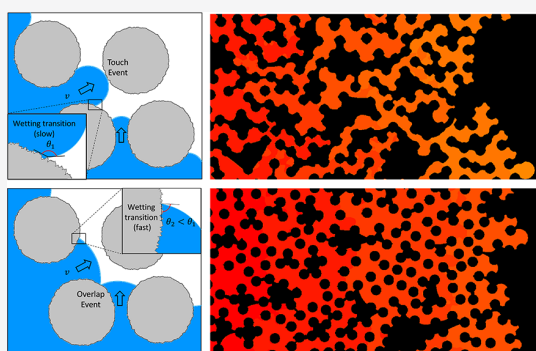 Touch
Event
v
Wetting transition
(slow)
θ₁
Wetting
transition
(fast)
θ₂ < θ₁
v
Overlap
Event